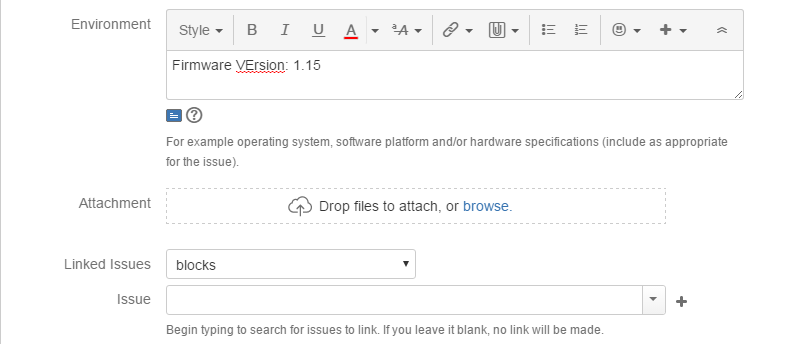 Environment
Style B I U A ᵃA
Firmware VErsion: 1.15
For example operating system, software platform and/or hardware specifications (include as appropriate
for the issue).
Attachment
Drop files to attach, or browse.
Linked Issues
blocks
Issue
Begin typing to search for issues to link. If you leave it blank, no link will be made.